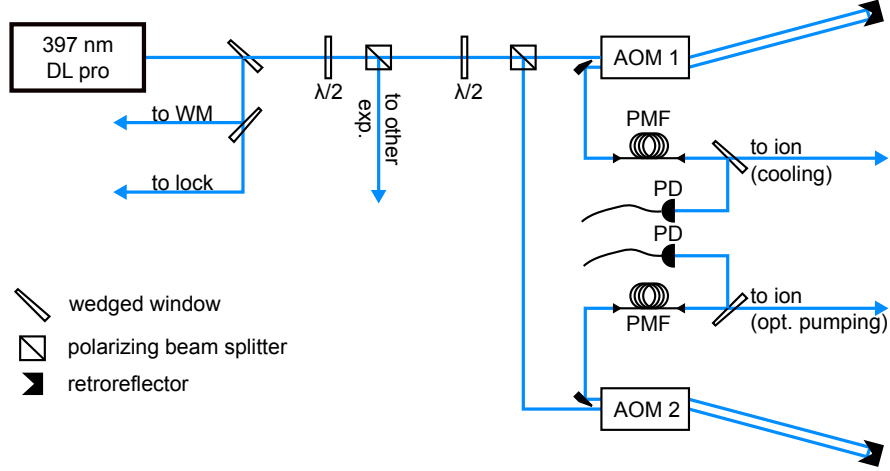 397 nm
DL pro
AOM 1
λ/2
λ/2
to other
exp.
to WM
to lock
PMF
to ion
(cooling)
PD
PD
to ion
(opt. pumping)
PMF
wedged window
polarizing beam splitter
retroreflector
AOM 2